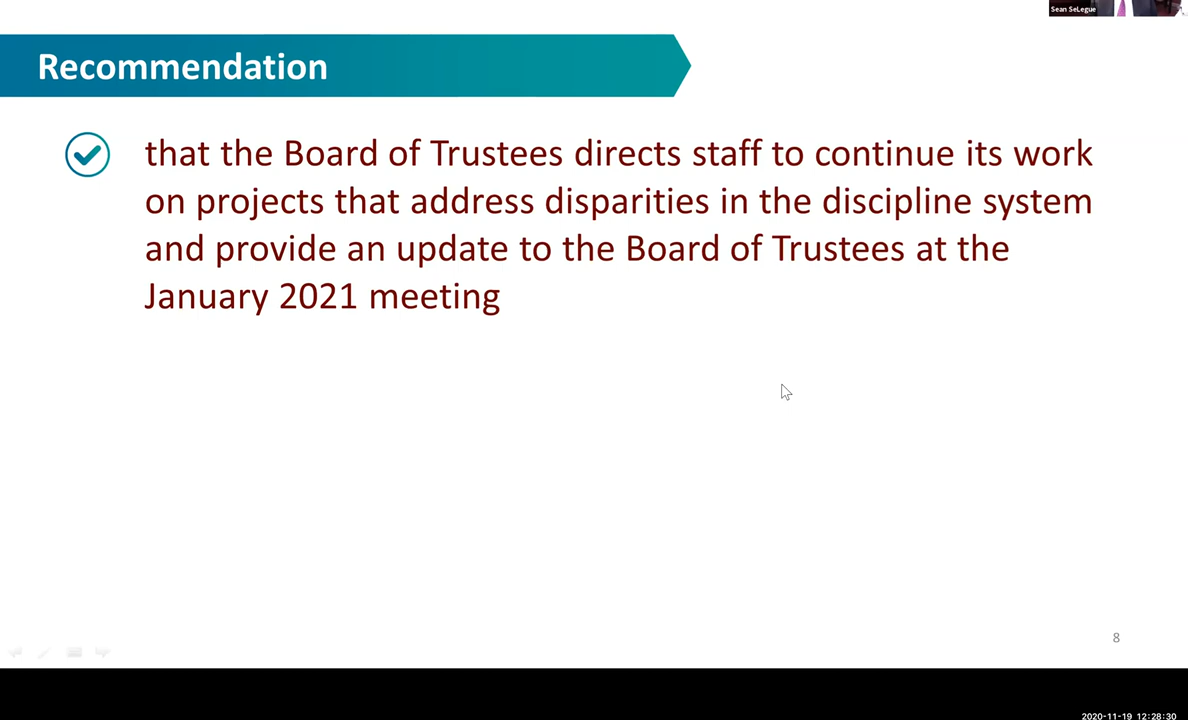 Sean SeLegue
Recommendation
that the Board of Trustees directs staff to continue its work
on projects that address disparities in the discipline system
and provide an update to the Board of Trustees at the
January 2021 meeting
8
2020-11-19 12:28:30